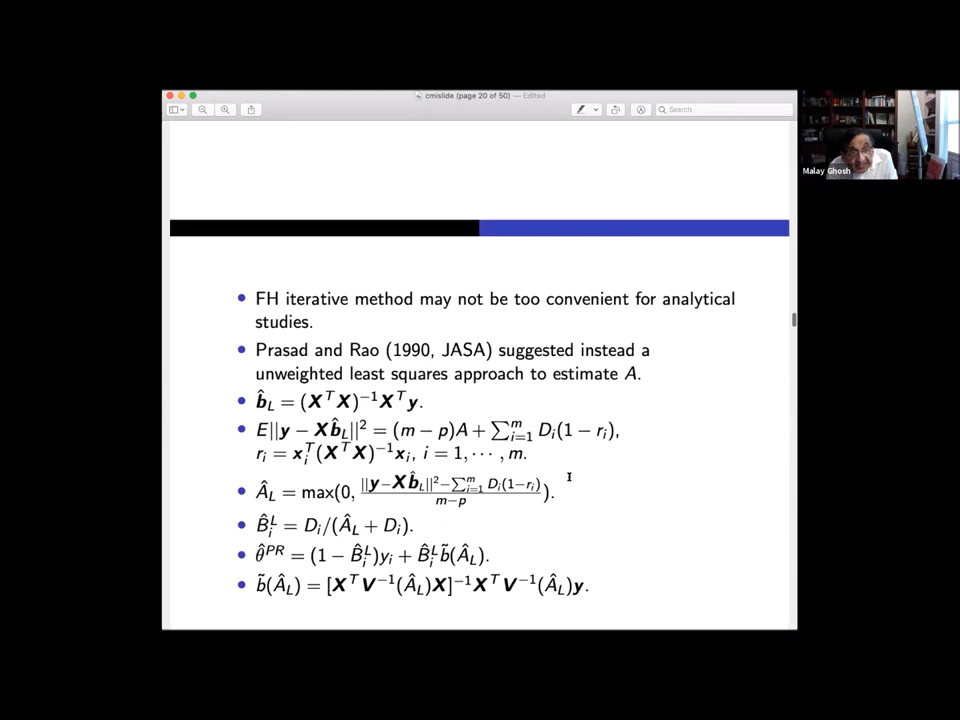 cmislide (page 20 of 50) — Edited
Search
Malay Ghosh
• FH iterative method may not be too convenient for analytical
studies.
• Prasad and Rao (1990, JASA) suggested instead a
unweighted least squares approach to estimate A.
• b̂_L = (X^T X)^{-1} X^T y.
• E||y − Xb̂_L||^2 = (m − p)A + ∑_{i=1}^m D_i(1 − r_i),
r_i = x_i^T(X^T X)^{-1} x_i, i = 1, ⋯ , m.
• Â_L = max(0, \frac{||y−Xb̂_L||^2−∑_{i=1}^m D_i(1−r_i)}{m−p}).
• B̂_i^L = D_i/(Â_L + D_i).
• θ̂^{PR} = (1 − B̂_i^L)y_i + B̂_i^L b̃(Â_L).
• b̃(Â_L) = [X^T V^{-1}(Â_L)X]^{-1} X^T V^{-1}(Â_L)y.